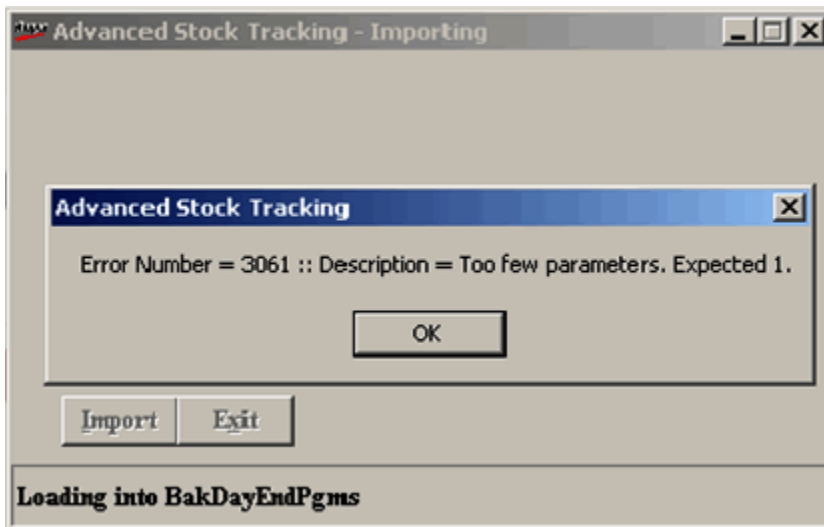 Advanced Stock Tracking - Importing
Advanced Stock Tracking
Error Number = 3061 :: Description = Too few parameters. Expected 1.
OK
Import Exit
Loading into BakDayEndPgms